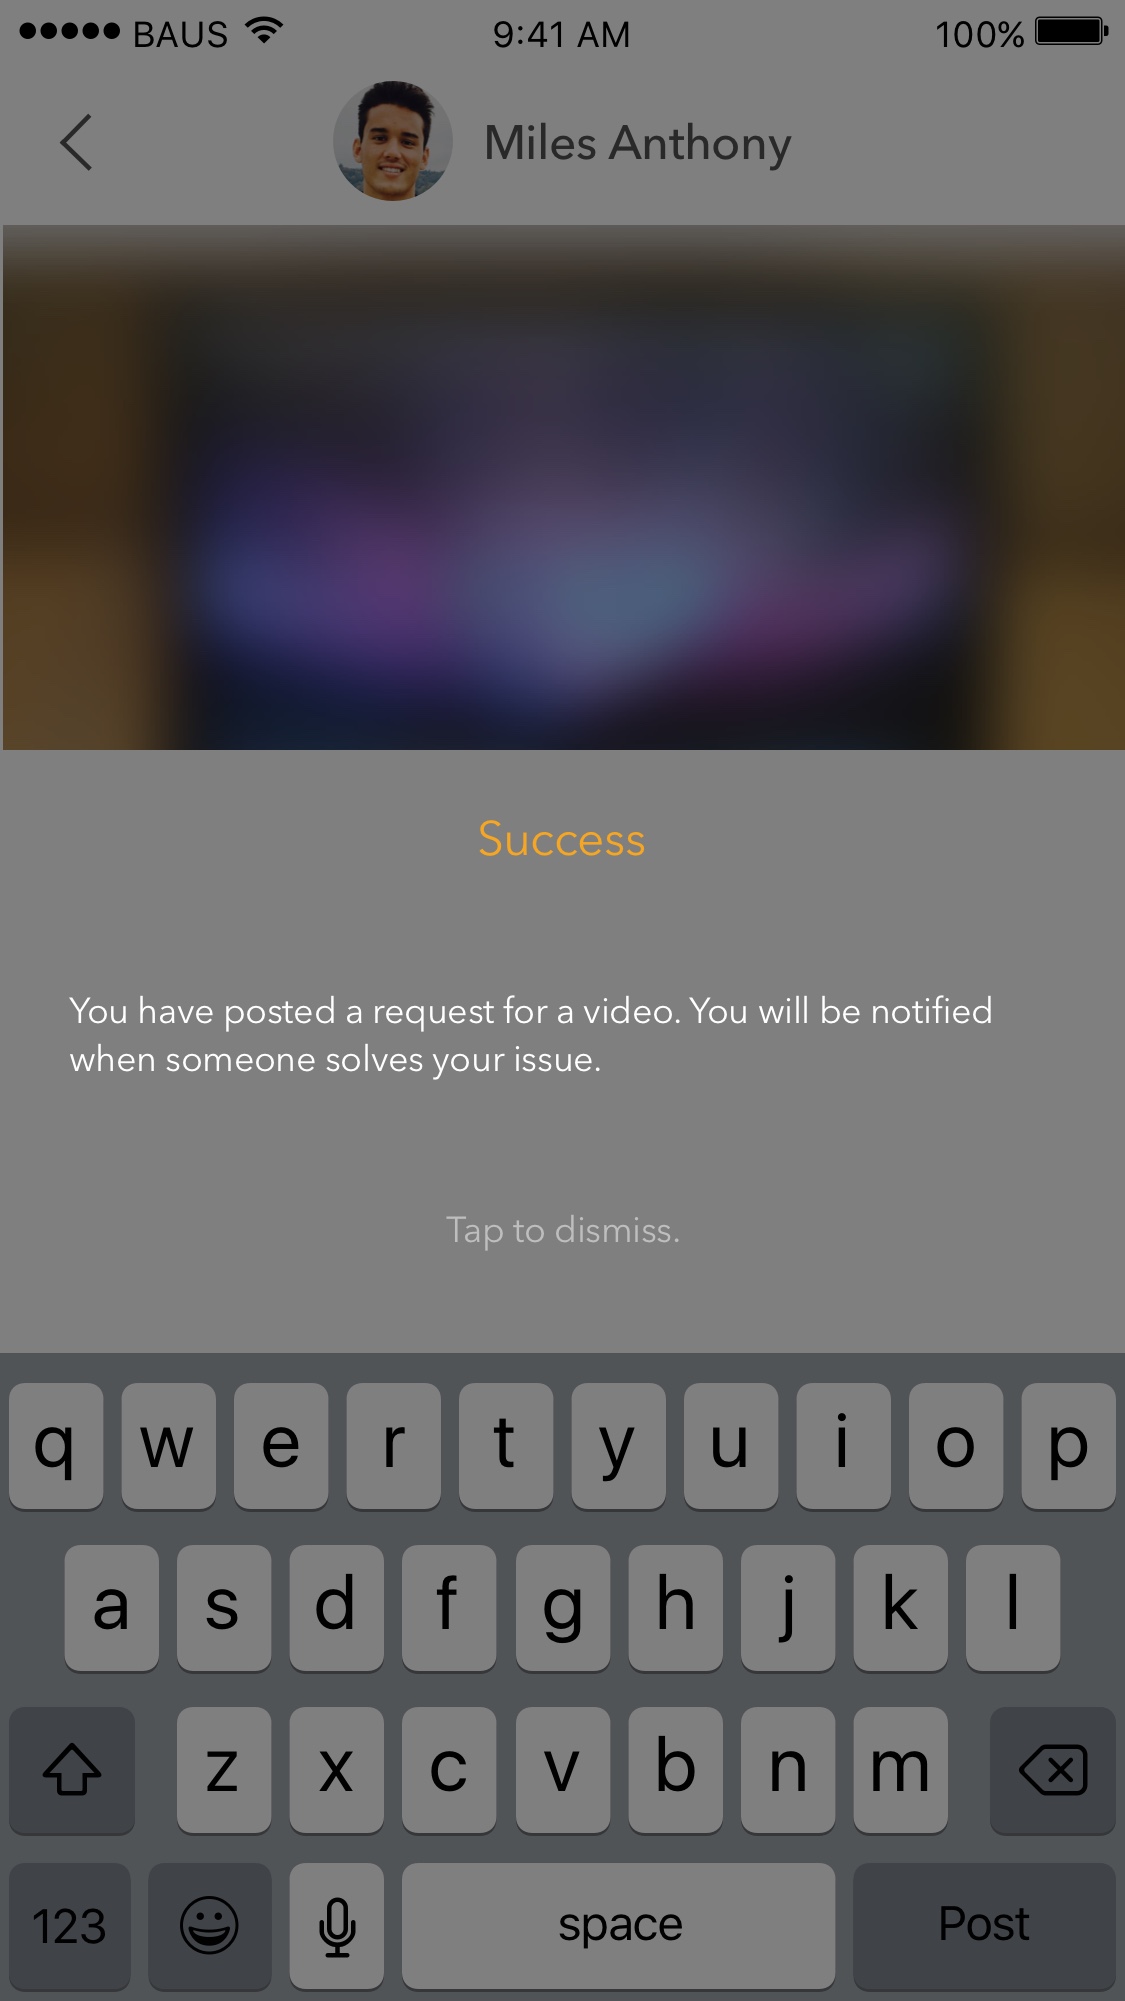 BAUS 9:41 AM 100%
Miles Anthony
Success
You have posted a request for a video. You will be notified
when someone solves your issue.
Tap to dismiss.
q w e r t y u i o p
a s d f g h j k l
z x c v b n m
123 space Post